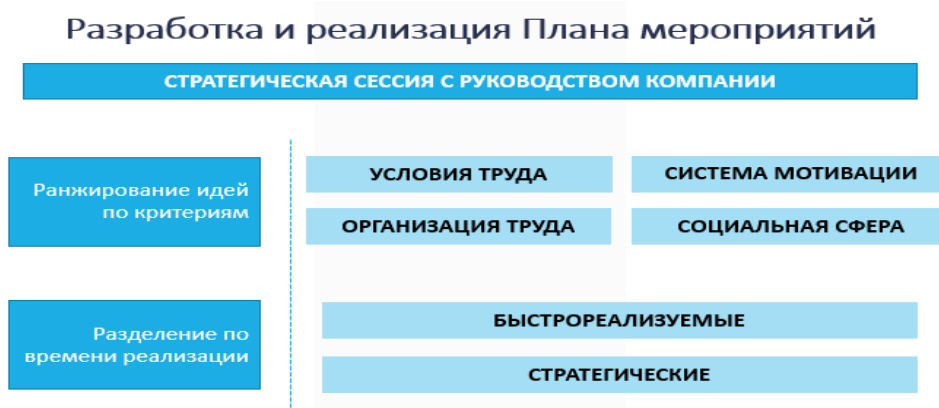 Разработка и реализация Плана мероприятий
СТРАТЕГИЧЕСКАЯ СЕССИЯ С РУКОВОДСТВОМ КОМПАНИИ
Ранжирование идей
по критериям
УСЛОВИЯ ТРУДА
СИСТЕМА МОТИВАЦИИ
ОРГАНИЗАЦИЯ ТРУДА
СОЦИАЛЬНАЯ СФЕРА
Разделение по
времени реализации
БЫСТРОРЕАЛИЗУЕМЫЕ
СТРАТЕГИЧЕСКИЕ